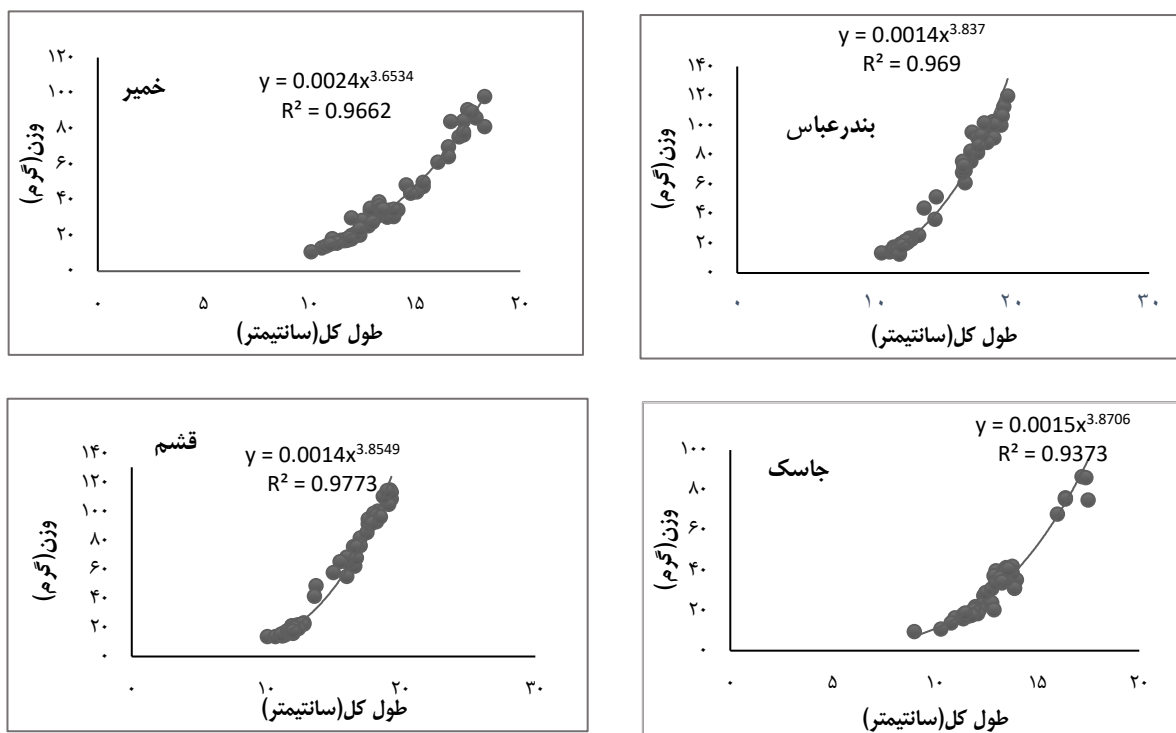 خمیر
y = 0.0024x^3.6534
R² = 0.9662
۱۲۰
۱۰۰
۸۰
۶۰
۴۰
۲۰
۰
وزن(گرم)
۰ ۵ ۱۰ ۱۵ ۲۰
طول کل(سانتیمتر)
y = 0.0014x^3.837
R² = 0.969
بندرعباس
۱۴۰
۱۲۰
۱۰۰
۸۰
۶۰
۴۰
۲۰
۰
وزن(گرم)
۰ ۱۰ ۲۰ ۳۰
طول کل(سانتیمتر)
قشم
y = 0.0014x^3.8549
R² = 0.9773
۱۴۰
۱۲۰
۱۰۰
۸۰
۶۰
۴۰
۲۰
۰
وزن(گرم)
۰ ۱۰ ۲۰ ۳۰
طول کل(سانتیمتر)
y = 0.0015x^3.8706
R² = 0.9373
جاسک
۱۰۰
۸۰
۶۰
۴۰
۲۰
۰
وزن(گرم)
۰ ۵ ۱۰ ۱۵ ۲۰
طول کل(سانتیمتر)